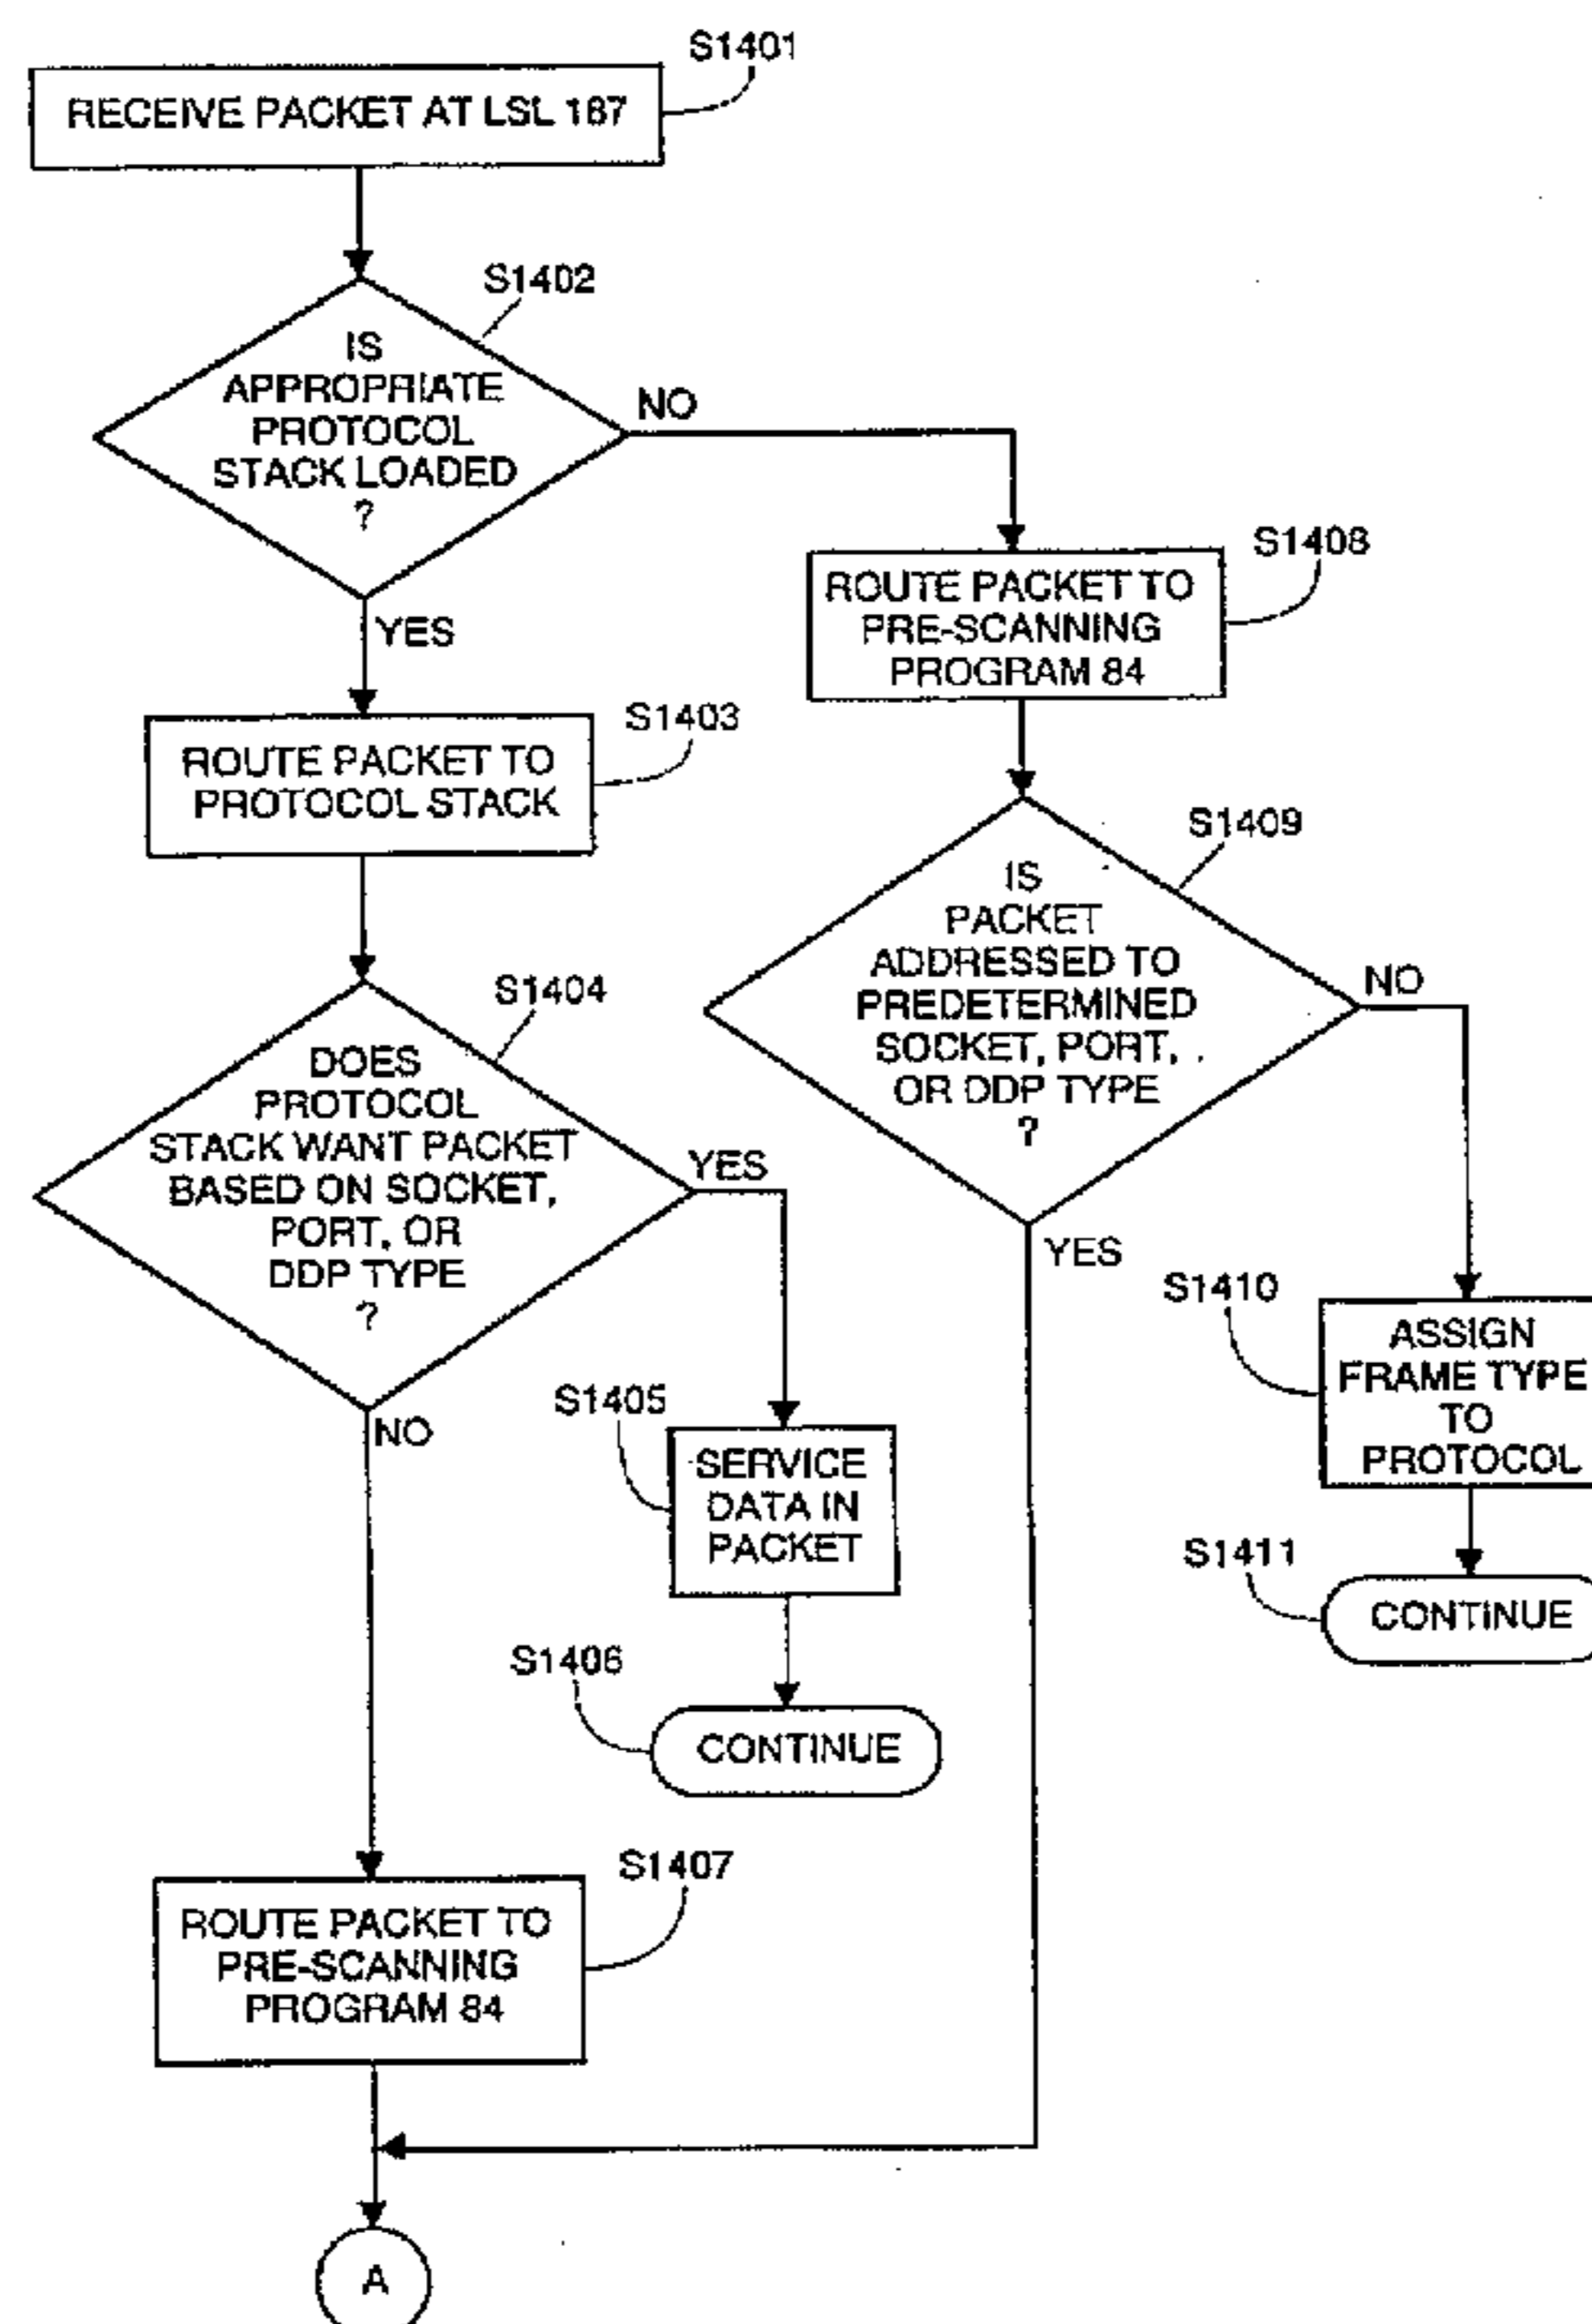 S1401
RECEIVE PACKET AT LSL 187
S1402
IS
APPROPRIATE
PROTOCOL
STACK LOADED
?
NO
YES
S1408
ROUTE PACKET TO
PRE-SCANNING
PROGRAM 84
S1403
ROUTE PACKET TO
PROTOCOL STACK
S1409
IS
PACKET
ADDRESSED TO
PREDETERMINED
SOCKET, PORT,
OR DDP TYPE
?
NO
YES
S1404
DOES
PROTOCOL
STACK WANT PACKET
BASED ON SOCKET,
PORT, OR
DDP TYPE
?
YES
NO
S1410
ASSIGN
FRAME TYPE
TO
PROTOCOL
S1405
SERVICE
DATA IN
PACKET
S1411
CONTINUE
S1406
CONTINUE
S1407
ROUTE PACKET TO
PRE-SCANNING
PROGRAM 84
A